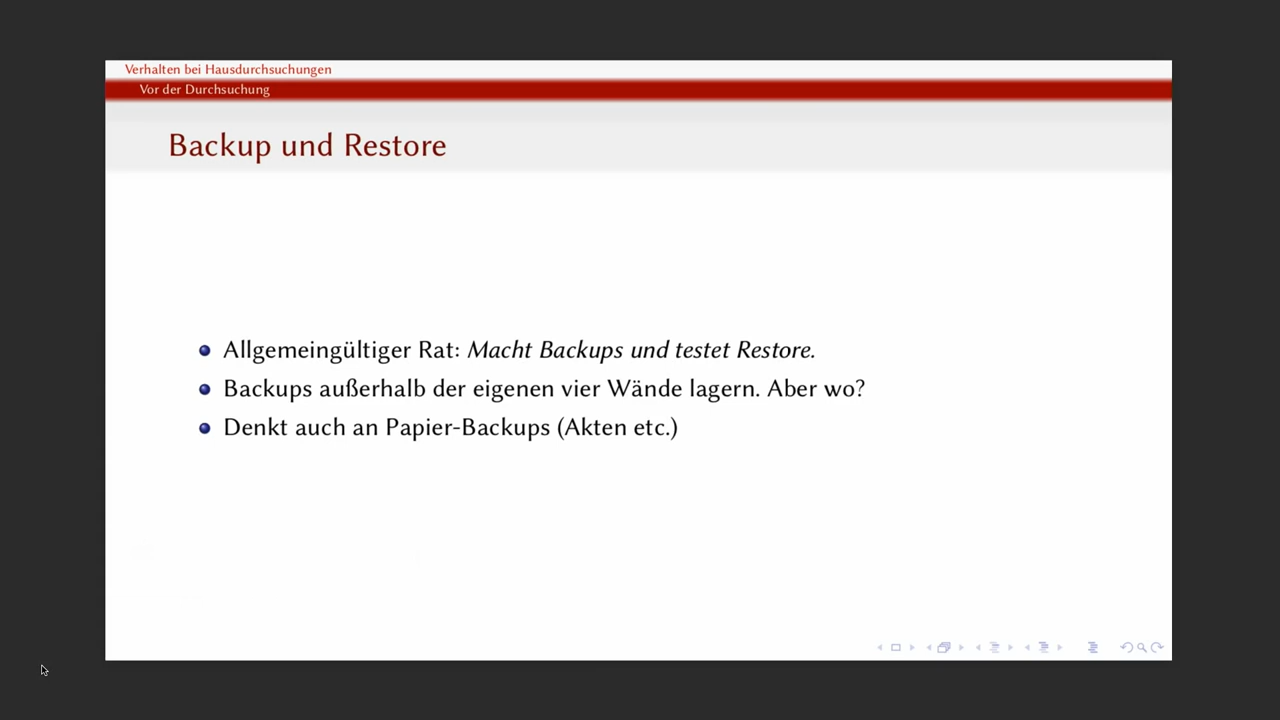 Verhalten bei Hausdurchsuchungen
Vor der Durchsuchung
Backup und Restore
Allgemeingültiger Rat: Macht Backups und testet Restore.
Backups außerhalb der eigenen vier Wände lagern. Aber wo?
Denkt auch an Papier-Backups (Akten etc.)